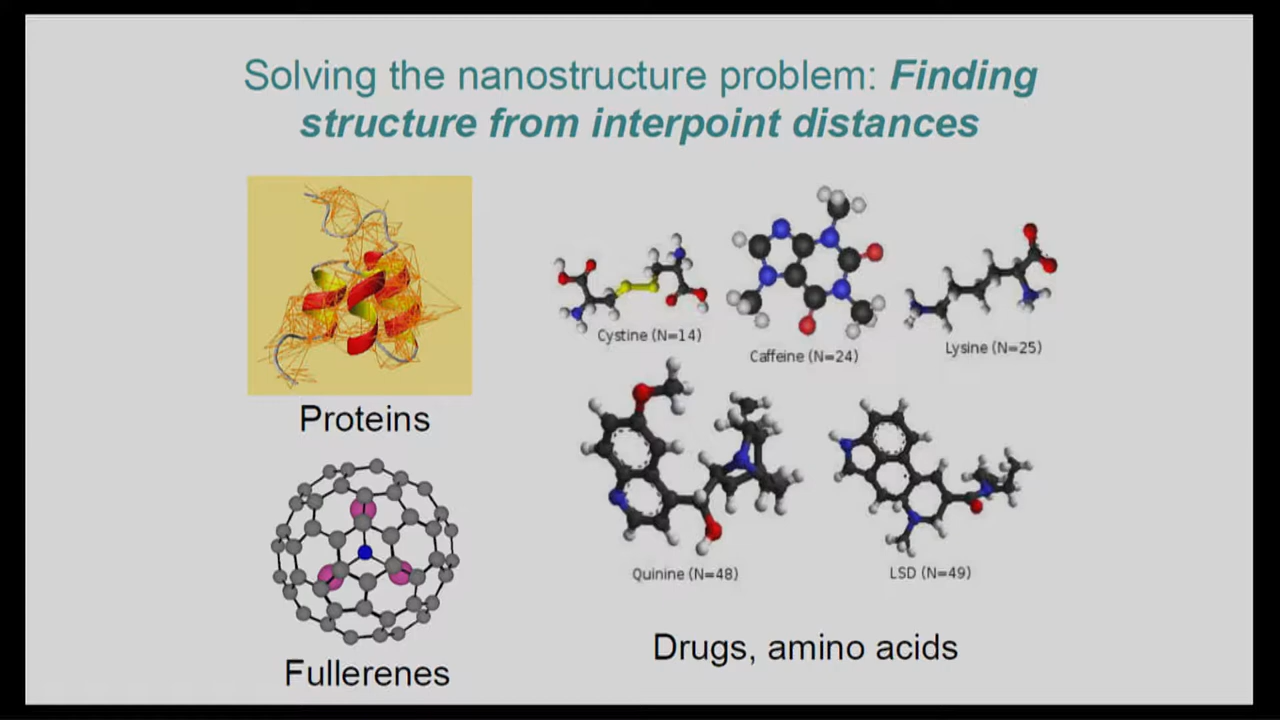 Solving the nanostructure problem: Finding
structure from interpoint distances
Cystine (N=14)
Caffeine (N=24)
Lysine (N=25)
Proteins
Quinine (N=48)
LSD (N=49)
Drugs, amino acids
Fullerenes